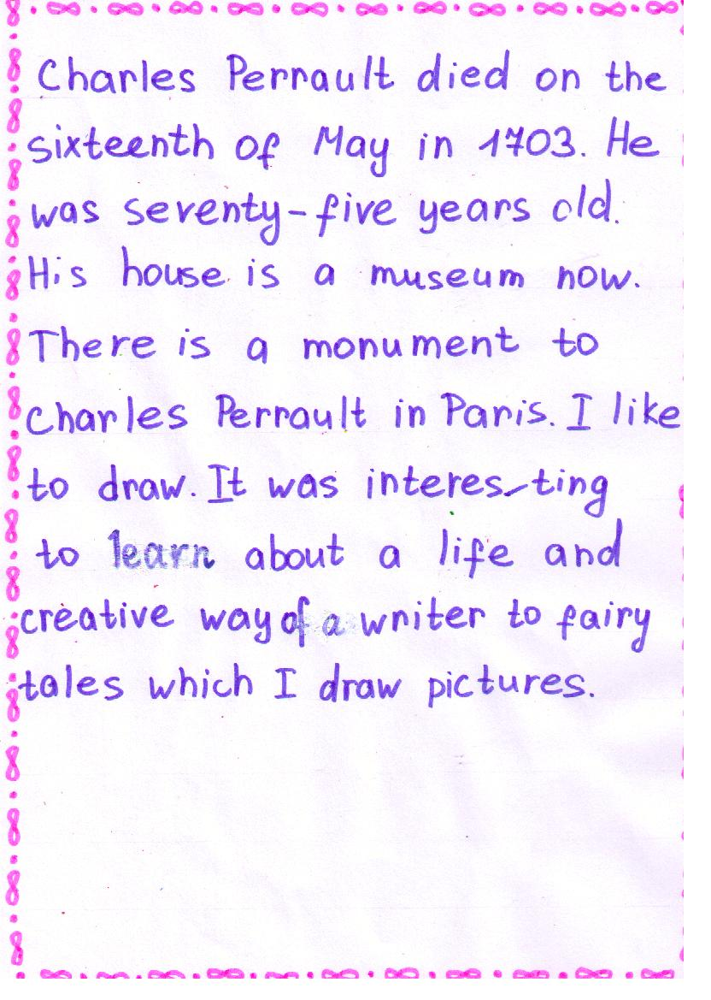 Charles Perrault died on the
sixteenth of May in 1703. He
was seventy-five years old.
His house is a museum now.
There is a monument to
Charles Perrault in Paris. I like
to draw. It was interes-ting
to learn about a life and
creative way of a writer to fairy
tales which I draw pictures.